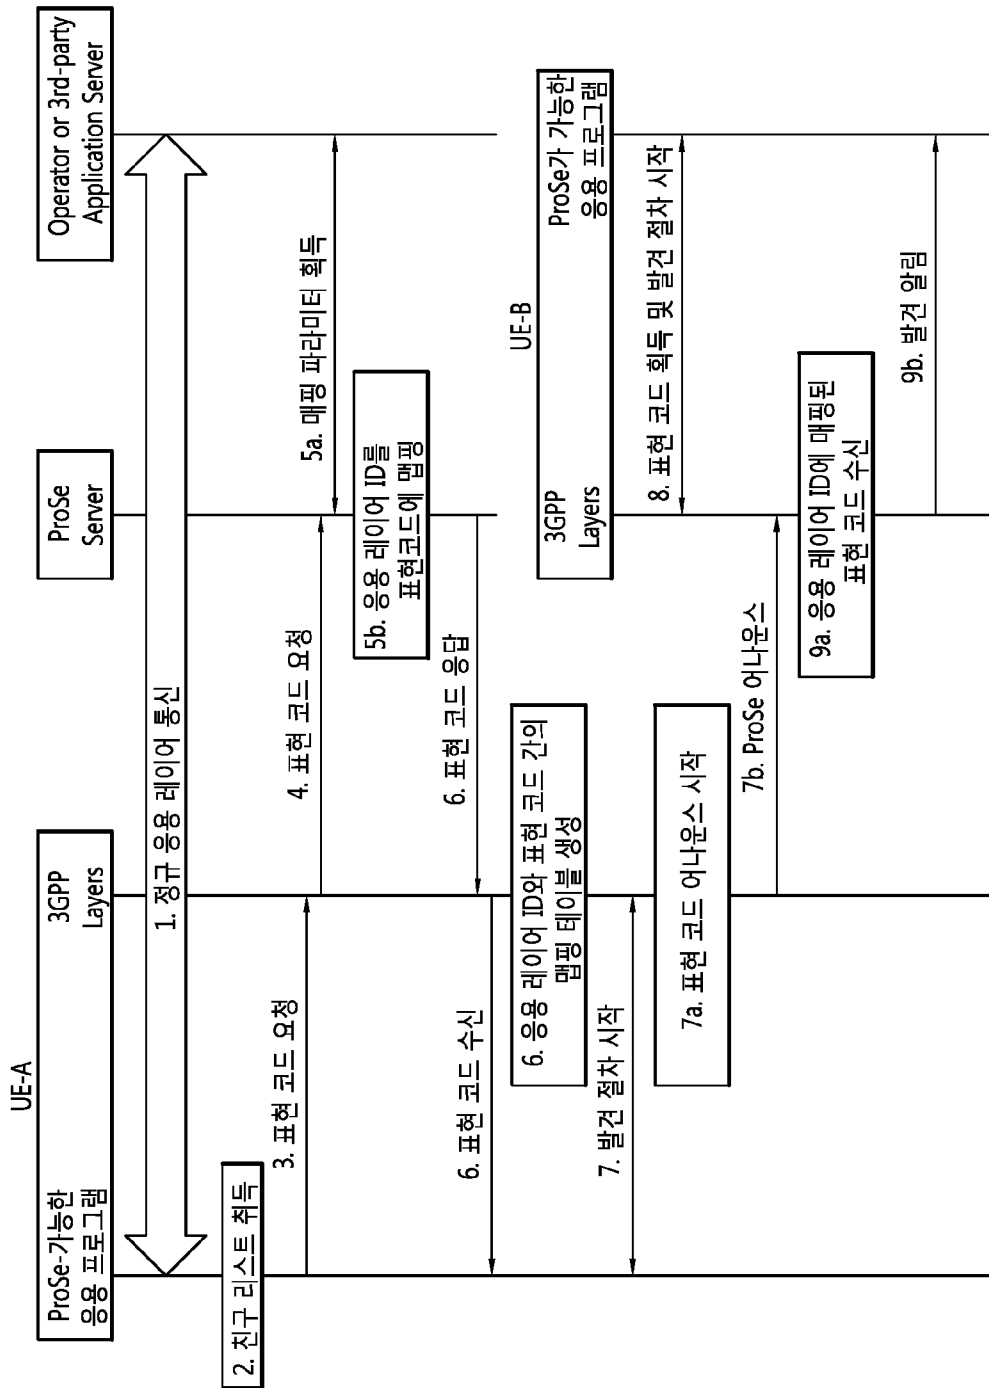 UE-A
ProSe-가능한
응용 프로그램
3GPP
Layers
ProSe
Server
Operator or 3rd-party
Application Server
1. 정규 응용 레이어 통신
2. 친구 리스트 취득
3. 표현 코드 요청
4. 표현 코드 요청
5a. 매핑 파라미터 획득
5b. 응용 레이어 ID를
표현코드에 맵핑
6. 표현 코드 응답
6. 표현 코드 수신
6. 응용 레이어 ID와 표현 코드 간의
맵핑 테이블 생성
UE-B
3GPP
Layers
ProSe가 가능한
응용 프로그램
7. 발견 절차 시작
7a. 표현 코드 어나운스 시작
7b. ProSe 어나운스
8. 표현 코드 획득 및 발견 절차 시작
9a. 응용 레이어 ID에 매핑된
표현 코드 수신
9b. 발견 알림